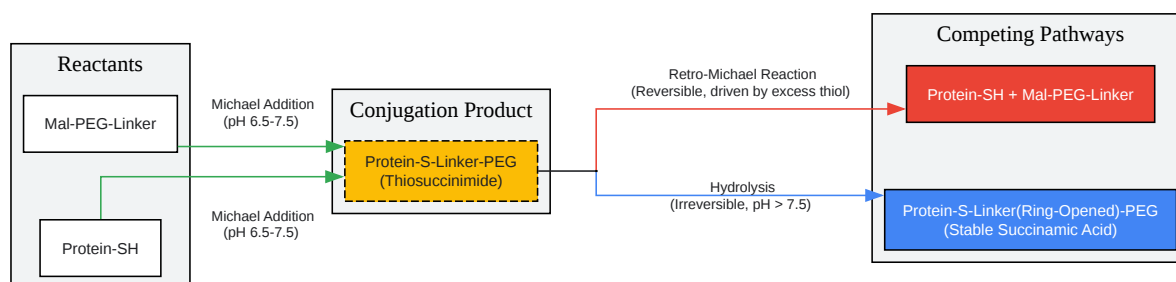 Reactants
Mal-PEG-Linker
Protein-SH
Michael Addition
(pH 6.5-7.5)
Michael Addition
(pH 6.5-7.5)
Conjugation Product
Protein-S-Linker-PEG
(Thiosuccinimide)
Retro-Michael Reaction
(Reversible, driven by excess thiol)
Hydrolysis
(Irreversible, pH > 7.5)
Competing Pathways
Protein-SH + Mal-PEG-Linker
Protein-S-Linker(Ring-Opened)-PEG
(Stable Succinamic Acid)